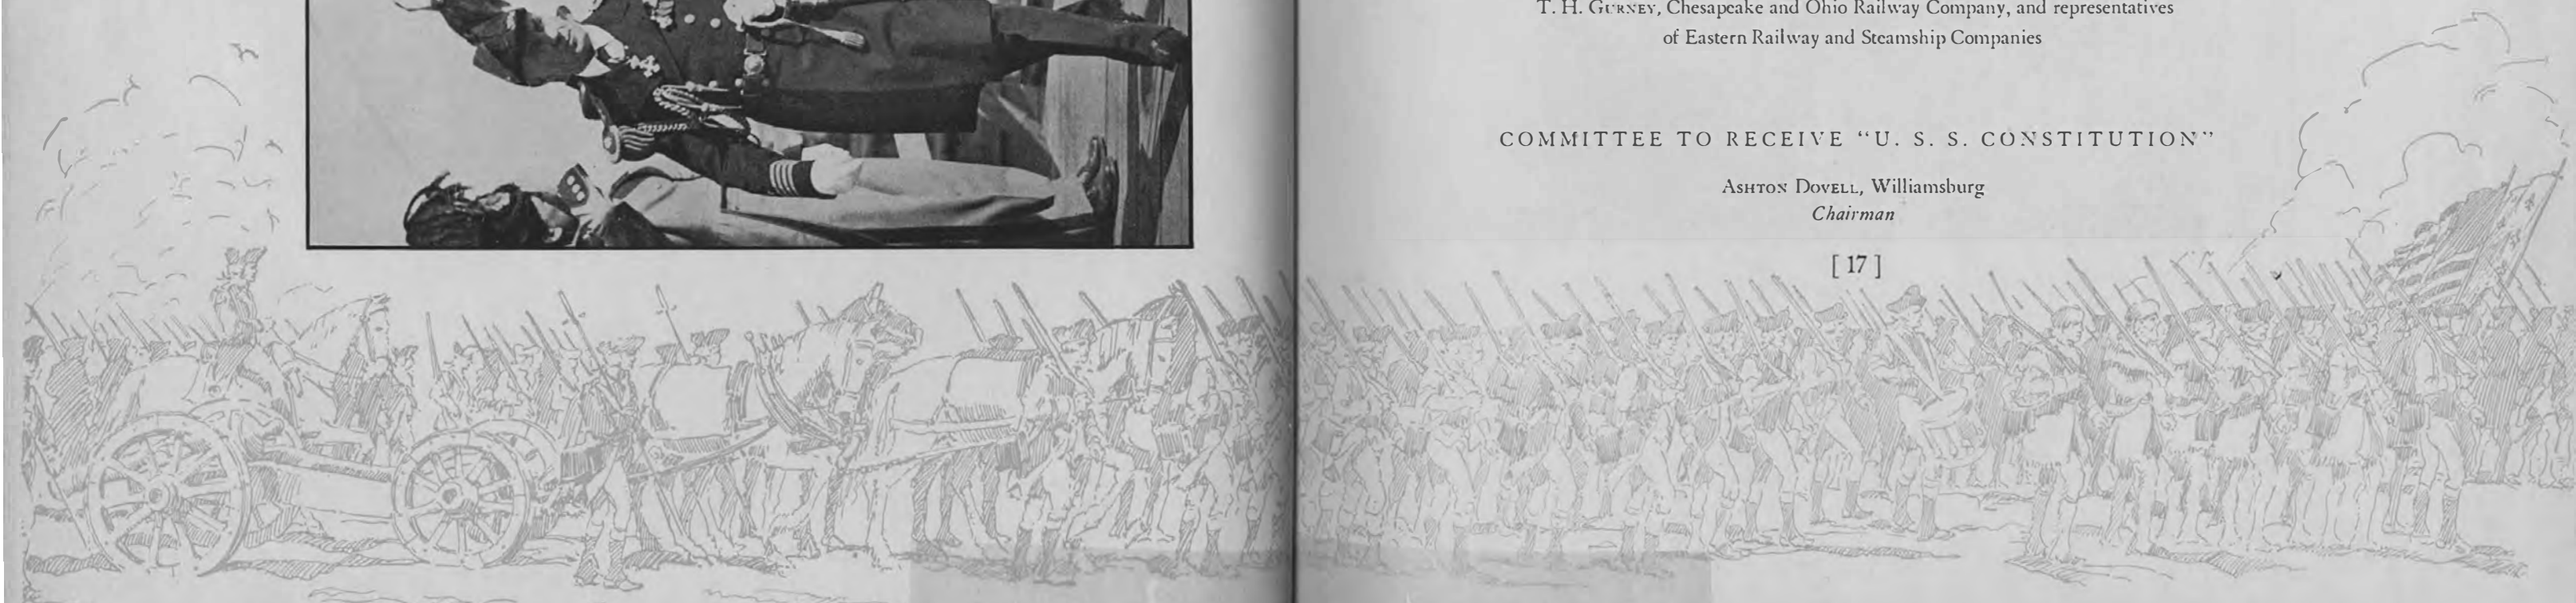 T. H. GURNEY, Chesapeake and Ohio Railway Company, and representatives
of Eastern Railway and Steamship Companies
COMMITTEE TO RECEIVE “U. S. S. CONSTITUTION”
ASHTON DOVELL, Williamsburg
Chairman
[ 17 ]